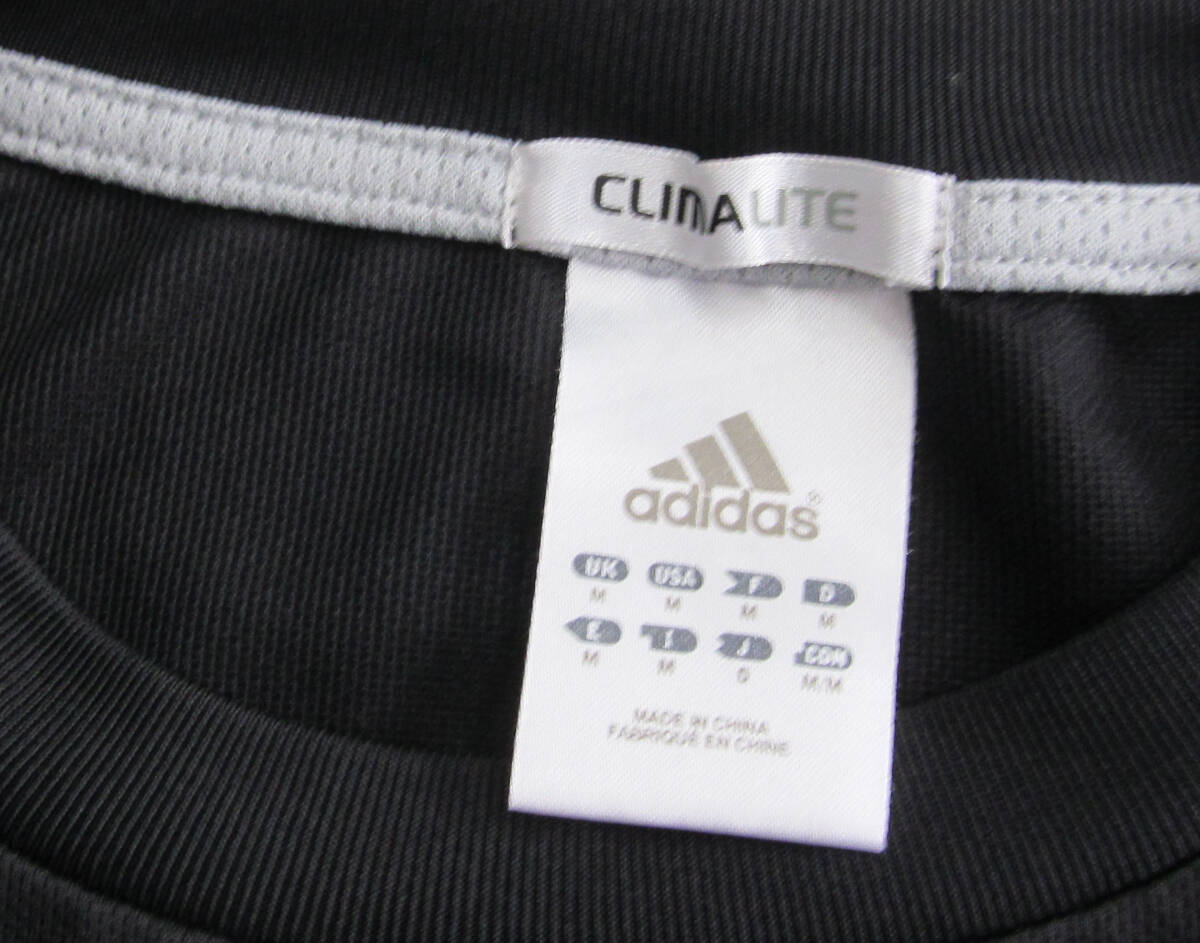 CLIMALITE
adidas®
UK USA F D
M M M M
E I J CDN
M M O M/M
MADE IN CHINA
FABRIQUÉ EN CHINE